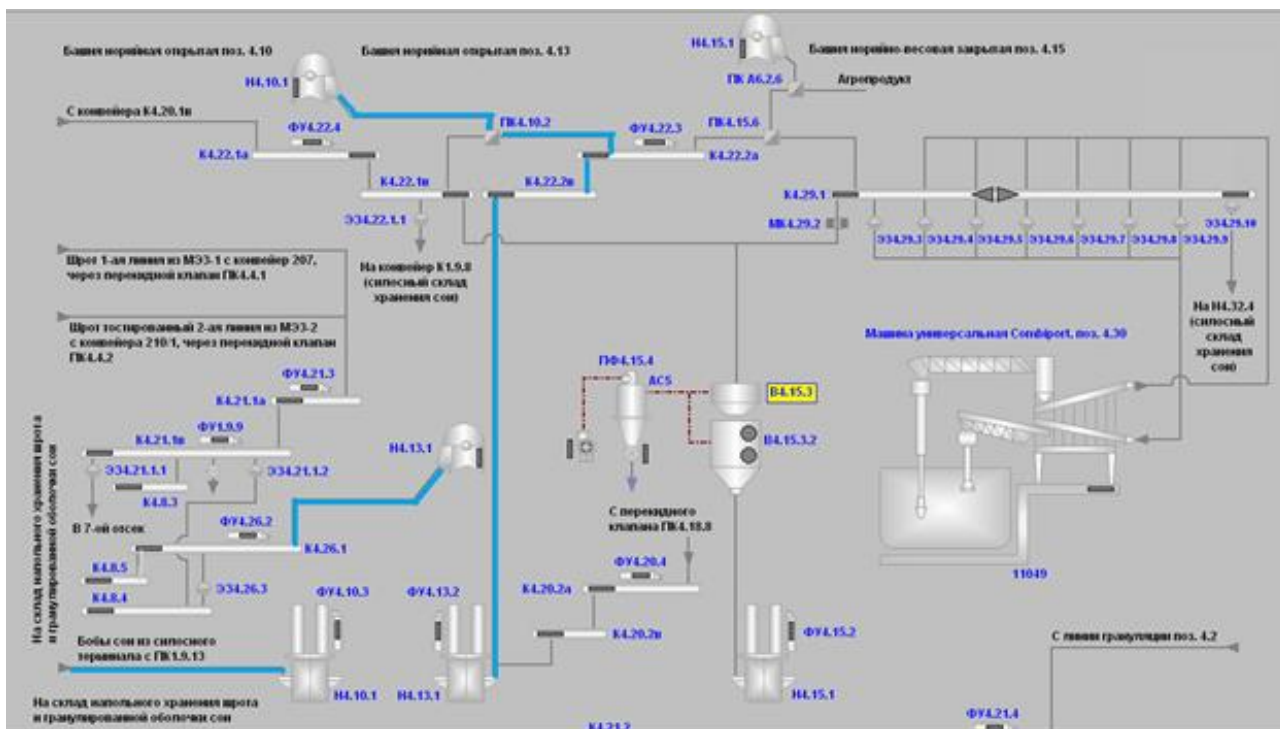 Башня норийная открытая поз. 4.10
Башня норийная открытая поз. 4.13
Н4.15.1
Башня норийно-весовая закрытая поз. 4.15
Н4.10.1
ПК А6.2.6
Агропродукт
С конвейера К4.20.1в
ФУ4.22.4
ПК4.10.2
ФУ4.22.3
ПК4.15.6
К4.22.1а
К4.22.2а
К4.22.1в
К4.22.2в
К4.29.1
ЭЗ4.22.1.1
МК4.29.2
ЭЗ4.29.3
ЭЗ4.29.4
ЭЗ4.29.5
ЭЗ4.29.6
ЭЗ4.29.7
ЭЗ4.29.8
ЭЗ4.29.9
ЭЗ4.29.10
Шрот 1-ая линия из МЭЗ-1 с конвейер 207,
через перекидной клапан ПК4.4.1
На конвейер К1.9.8
(силосный склад
хранения сои)
На Н4.32.4
(силосный
склад
хранения
сои)
Шрот тостированный 2-ая линия из МЭЗ-2
с конвейера 210/1, через перекидной клапан
ПК4.4.2
Машина универсальная Combiport, поз. 4.30
ПФ4.15.4
АС5
В4.15.3
ФУ4.21.3
К4.21.1а
ФУ1.9.9
К4.21.1в
Н4.13.1
В4.15.3.2
ЭЗ4.21.1.1
ЭЗ4.21.1.2
К4.8.3
В 7-ой отсек
ФУ4.26.2
С перекидного
клапана ПК4.18.8
К4.26.1
К4.8.5
ФУ4.20.4
11049
К4.8.4
ЭЗ4.26.3
К4.20.2а
ФУ4.10.3
ФУ4.13.2
К4.20.2в
ФУ4.15.2
На склад напольного хранения шрота
и гранулированной оболочки сои
Бобы сои из силосного
терминала с ПК1.9.13
С линии грануляции поз. 4.2
Н4.10.1
Н4.13.1
Н4.15.1
На склад напольного хранения шрота
и гранулированной оболочки сои
К4.21.2
ФУ4.21.4